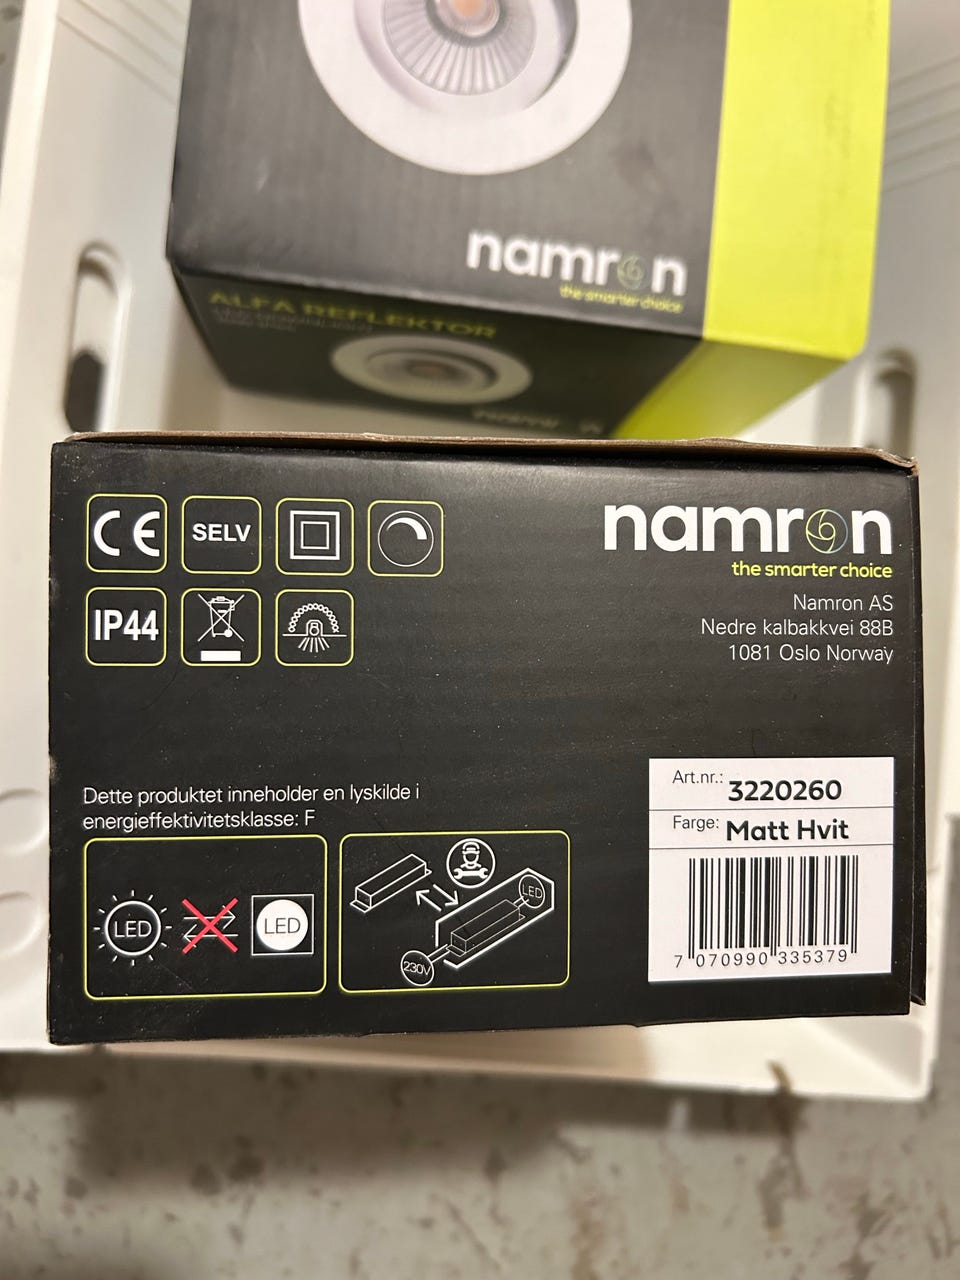 namron
the smarter choice
ALFA REFLEKTOR
namron
CE
SELV
IP44
namron
the smarter choice
Namron AS
Nedre kalbakkvei 88B
1081 Oslo Norway
Dette produktet inneholder en lyskilde i
energieffektivitetsklasse: F
LED
LED
LED
230V
Art.nr.: 3220260
Farge: Matt Hvit
7 070990 335379